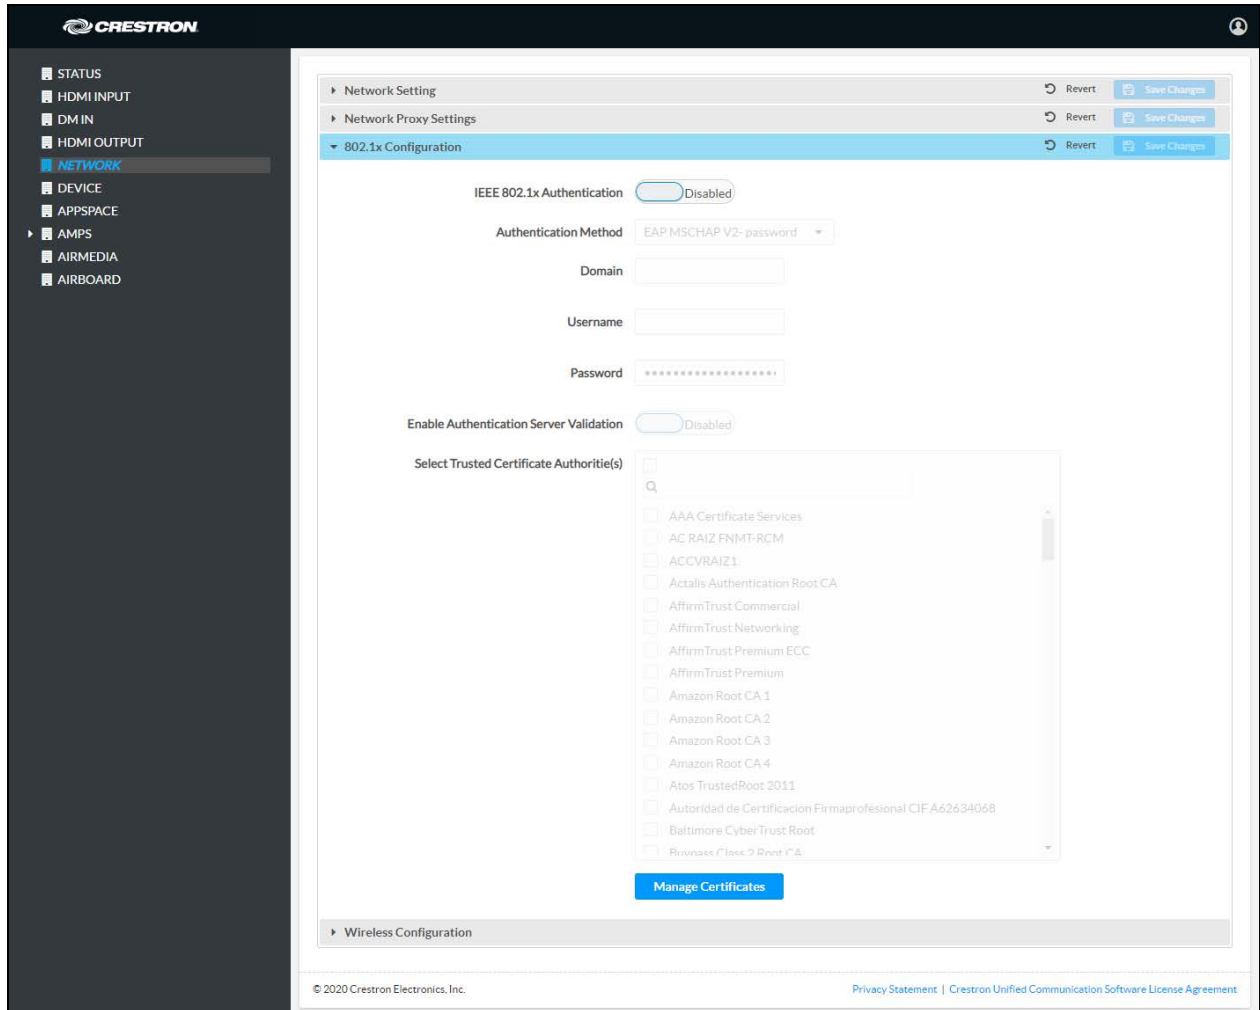 CRESTRON
STATUS
HDMI INPUT
DM IN
HDMI OUTPUT
NETWORK
DEVICE
APPSPACE
AMPS
AIRMEDIA
AIRBOARD
Network Setting Revert Save Changes
Network Proxy Settings Revert Save Changes
802.1x Configuration Revert Save Changes
IEEE 802.1x Authentication Disabled
Authentication Method EAP MSCHAP V2- password
Domain
Username
Password
Enable Authentication Server Validation Disabled
Select Trusted Certificate Authoritie(s)
AAA Certificate Services
AC RAIZ FNMT-RCM
ACCVRAIZ1
Actalis Authentication Root CA
AffirmTrust Commercial
AffirmTrust Networking
AffirmTrust Premium ECC
AffirmTrust Premium
Amazon Root CA 1
Amazon Root CA 2
Amazon Root CA 3
Amazon Root CA 4
Atos TrustedRoot 2011
Autoridad de Certificacion Firmaprofesional CIF A62634068
Baltimore CyberTrust Root
Buypass Class 2 Root CA
Manage Certificates
Wireless Configuration
© 2020 Crestron Electronics, Inc.
Privacy Statement | Crestron Unified Communication Software License Agreement